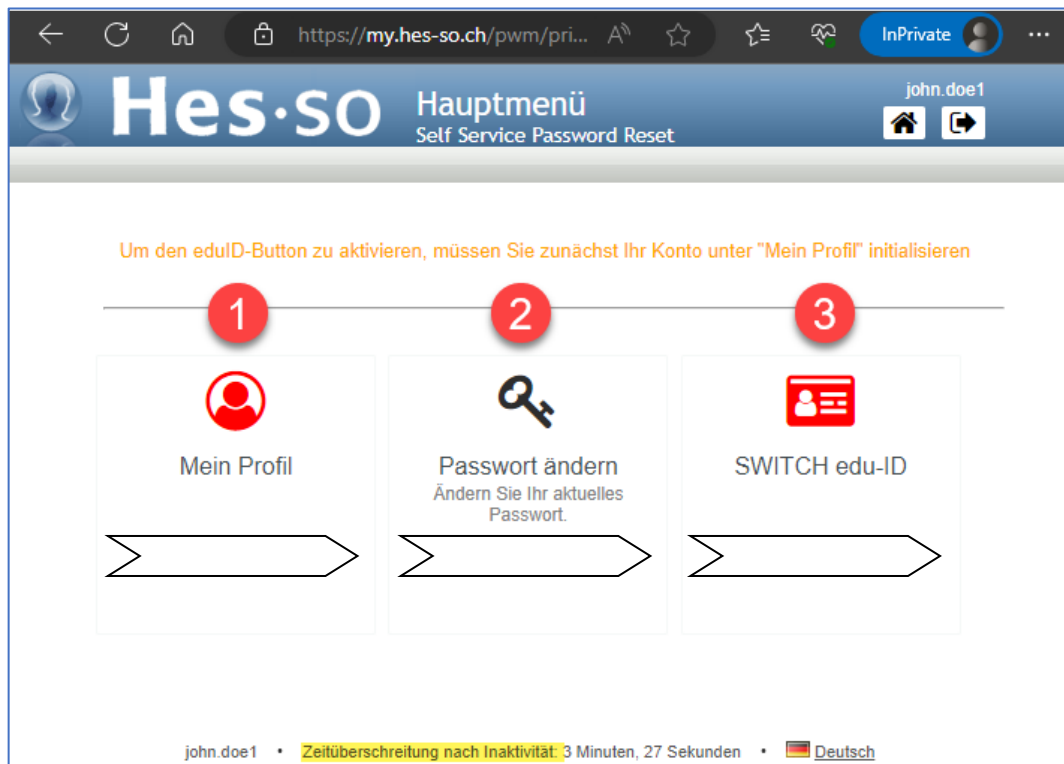 https://my.hes-so.ch/pwm/pri... A InPrivate
Hes·so
Hauptmenü
Self Service Password Reset
john.doe1
Um den eduID-Button zu aktivieren, müssen Sie zunächst Ihr Konto unter "Mein Profil" initialisieren
1 2 3
Mein Profil
Passwort ändern
Ändern Sie Ihr aktuelles
Passwort.
SWITCH edu-ID
john.doe1 • Zeitüberschreitung nach Inaktivität: 3 Minuten, 27 Sekunden • Deutsch